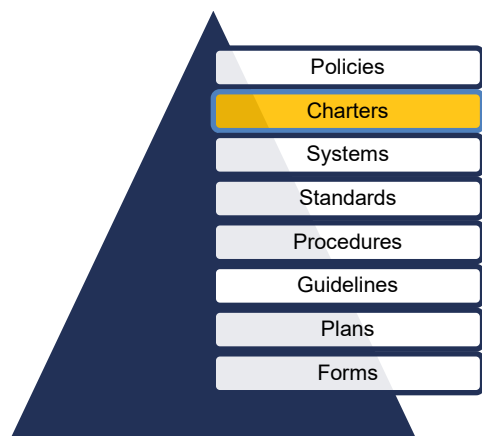 Policies
Charters
Systems
Standards
Procedures
Guidelines
Plans
Forms